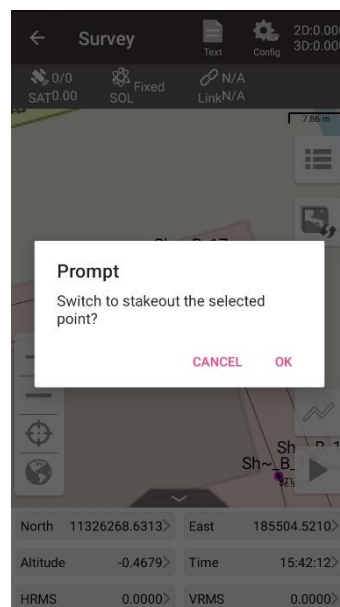 Survey
Text
Config
2D:0.00
3D:0.00
0/0
SAT0.00
Fixed
SOL
N/A
LinkN/A
7.86 m
Prompt
Switch to stakeout the selected
point?
CANCEL
OK
Sh~_B_
North 11326268.6313
East 185504.5210
Altitude -0.4679
Time 15:42:12
HRMS 0.0000
VRMS 0.0000